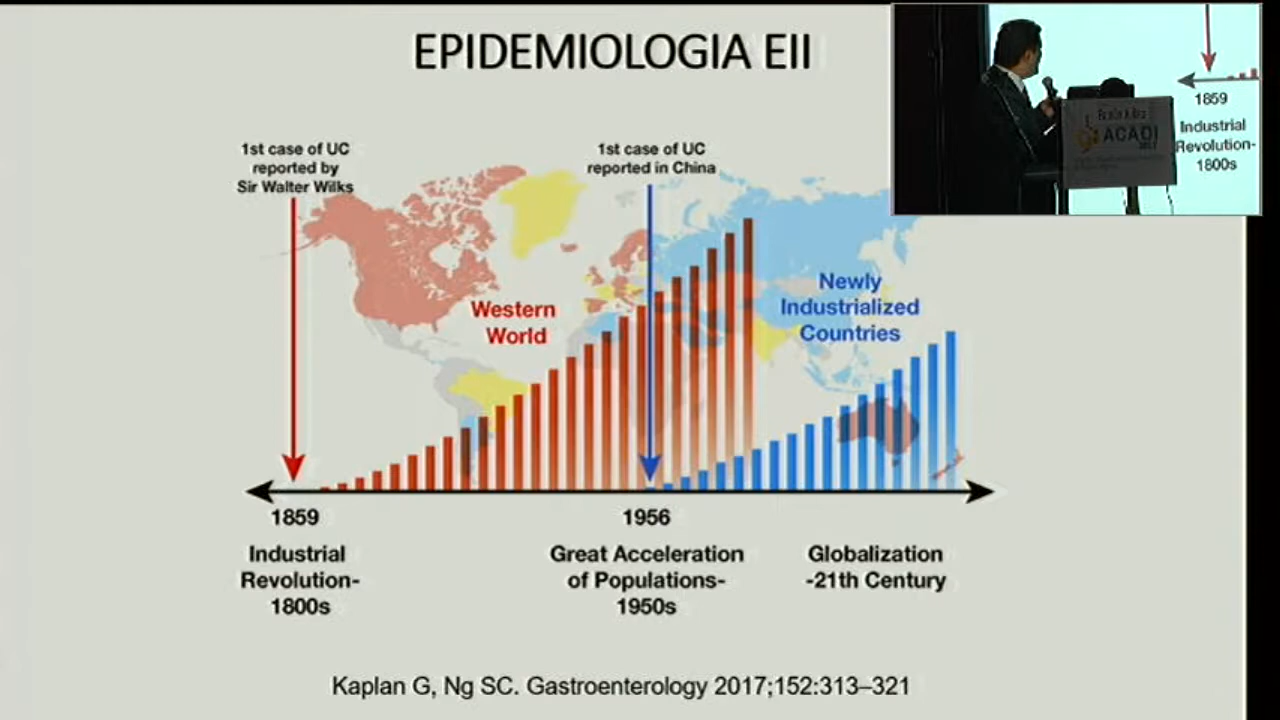 EPIDEMIOLOGIA EII
1st case of UC
reported by
Sir Walter Wilks
1st case of UC
reported in China
Western
World
Newly
Industrialized
Countries
1859
1956
Industrial
Revolution-
1800s
Great Acceleration
of Populations-
1950s
Globalization
-21th Century
Kaplan G, Ng SC. Gastroenterology 2017;152:313–321
ACADI
1859
Industrial
Revolution-
1800s